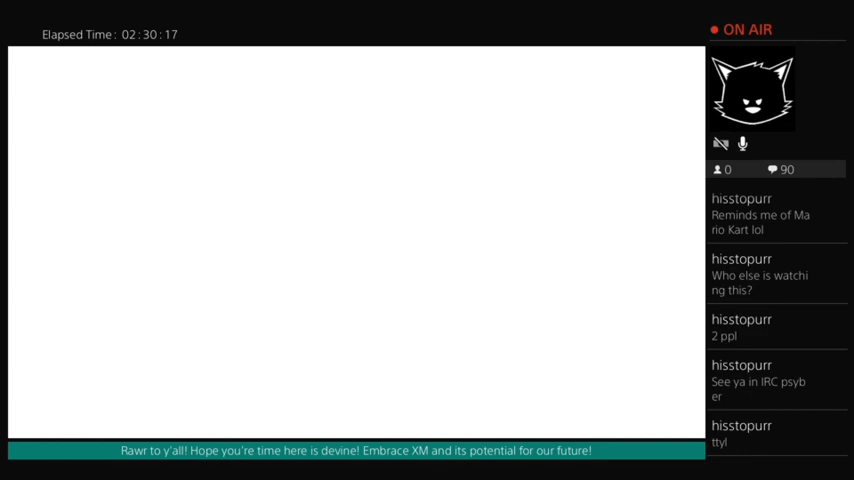 Elapsed Time : 02 : 30 : 17
ON AIR
0 90
hisstopurr
Reminds me of Ma
rio Kart lol
hisstopurr
Who else is watchi
ng this?
hisstopurr
2 ppl
hisstopurr
See ya in IRC psyb
er
hisstopurr
ttyl
Rawr to y'all! Hope you're time here is devine! Embrace XM and its potential for our future!